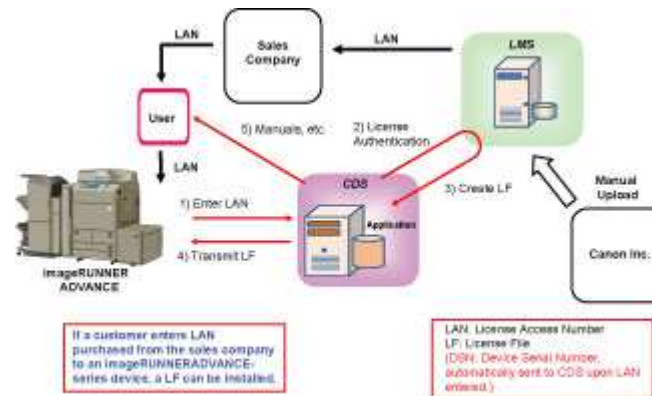 LAN
Sales
Company
LAN
LMS
User
5) Manuals, etc.
2) License
Authentication
LAN
CDS
3) Create LF
Manual
Upload
1) Enter LAN
Application
4) Transmit LF
Canon Inc.
imageRUNNER
ADVANCE
If a customer enters LAN
purchased from the sales company
to an imageRUNNERADVANCE-
series device, a LF can be installed.
LAN: License Access Number
LF: License File
(DSN: Device Serial Number,
automatically sent to CDS upon LAN
entered.)